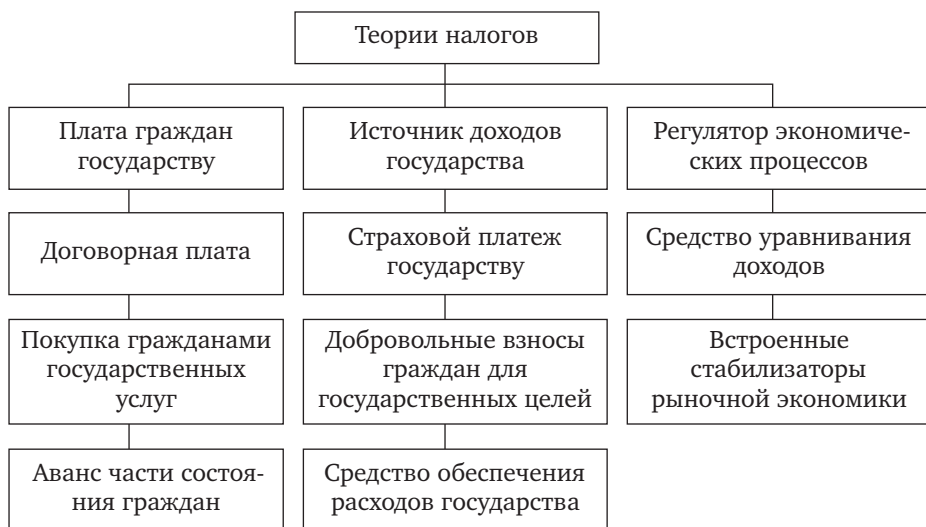 Теории налогов
Плата граждан
государству
Источник доходов
государства
Регулятор экономиче-
ских процессов
Договорная плата
Страховой платеж
государству
Средство уравнивания
доходов
Покупка гражданами
государственных
услуг
Добровольные взносы
граждан для
государственных целей
Встроенные
стабилизаторы
рыночной экономики
Аванс части состоя-
ния граждан
Средство обеспечения
расходов государства